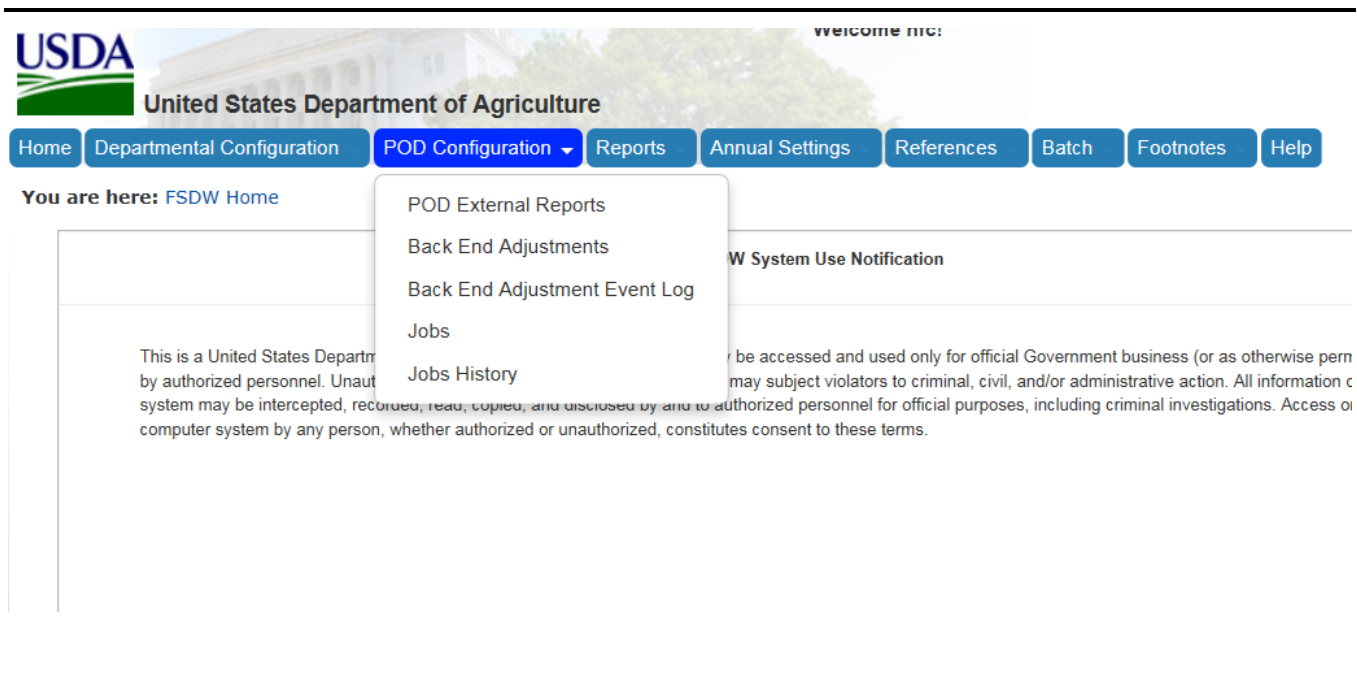 Welcome nfc!
USDA
United States Department of Agriculture
Home Departmental Configuration POD Configuration Reports Annual Settings References Batch Footnotes Help
You are here: FSDW Home
POD External Reports
Back End Adjustments
Back End Adjustment Event Log
Jobs
Jobs History
W System Use Notification
This is a United States Departm be accessed and used only for official Government business (or as otherwise perm
by authorized personnel. Unaut may subject violators to criminal, civil, and/or administrative action. All information
system may be intercepted, recorded, read, copied, and disclosed by and to authorized personnel for official purposes, including criminal investigations. Access or
computer system by any person, whether authorized or unauthorized, constitutes consent to these terms.